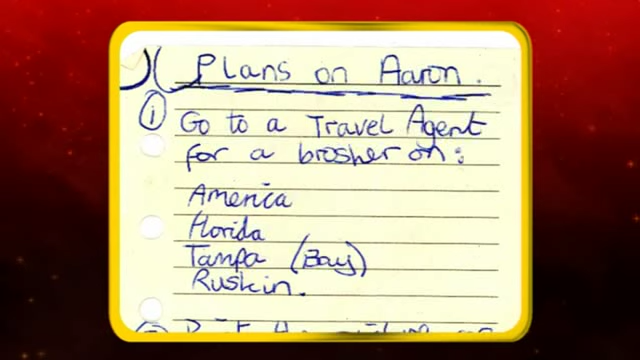 Plans on Aaron.
① Go to a Travel Agent
for a brosher on:
America
Florida
Tampa (Bay)
Ruskin.